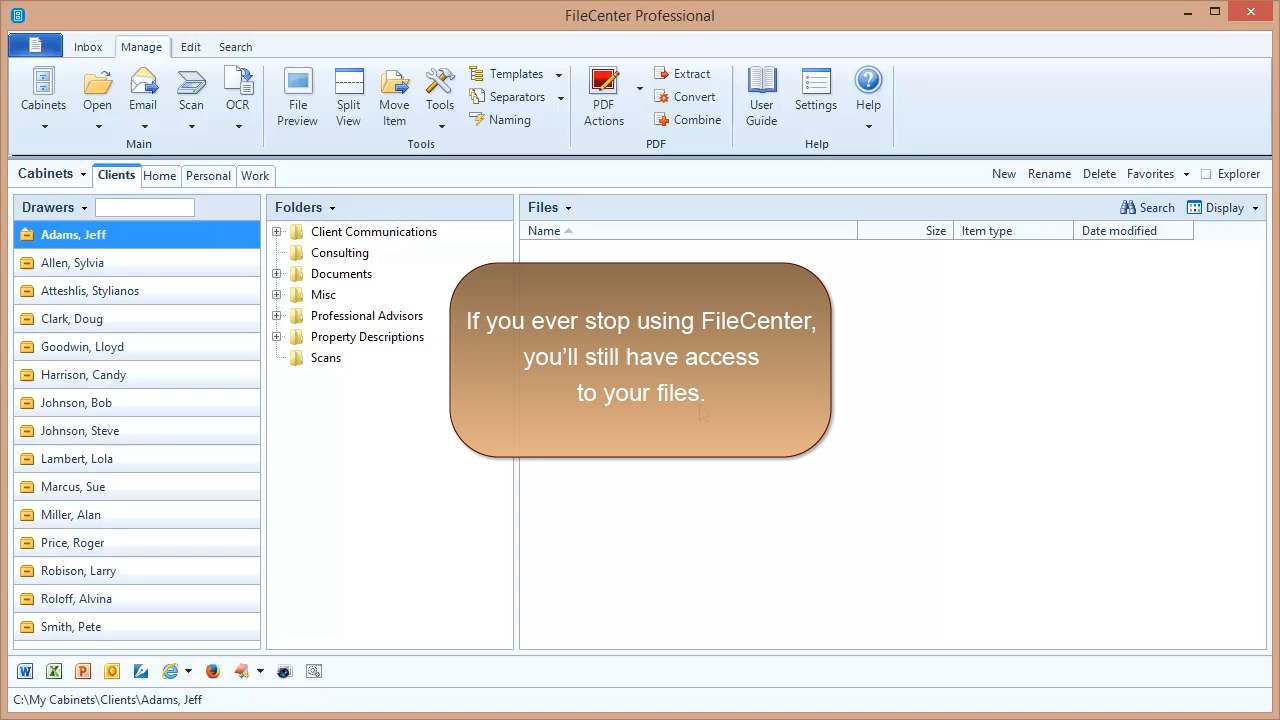 FileCenter Professional
Inbox Manage Edit Search
Cabinets Open Email Scan OCR
Main
File Preview Split View Move Item Tools
Templates
Separators
Naming
Tools
PDF Actions
Extract
Convert
Combine
PDF
User Guide Settings Help
Help
Cabinets Clients Home Personal Work New Rename Delete Favorites Explorer
Drawers
Adams, Jeff
Allen, Sylvia
Atteshlis, Stylianos
Clark, Doug
Goodwin, Lloyd
Harrison, Candy
Johnson, Bob
Johnson, Steve
Lambert, Lola
Marcus, Sue
Miller, Alan
Price, Roger
Robison, Larry
Roloff, Alvina
Smith, Pete
Folders
Client Communications
Consulting
Documents
Misc
Professional Advisors
Property Descriptions
Scans
Files Search Display
Name Size Item type Date modified
If you ever stop using FileCenter,
you’ll still have access
to your files.
C:\My Cabinets\Clients\Adams, Jeff